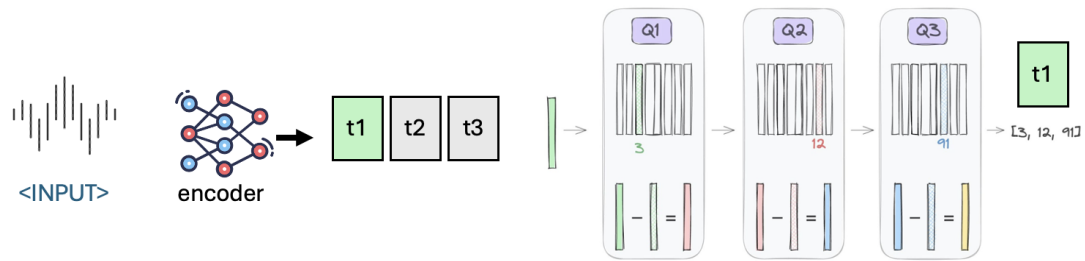 <INPUT>
encoder
t1
t2
t3
Q1
3
- =
Q2
12
- =
Q3
91
- =
t1
[3, 12, 91]